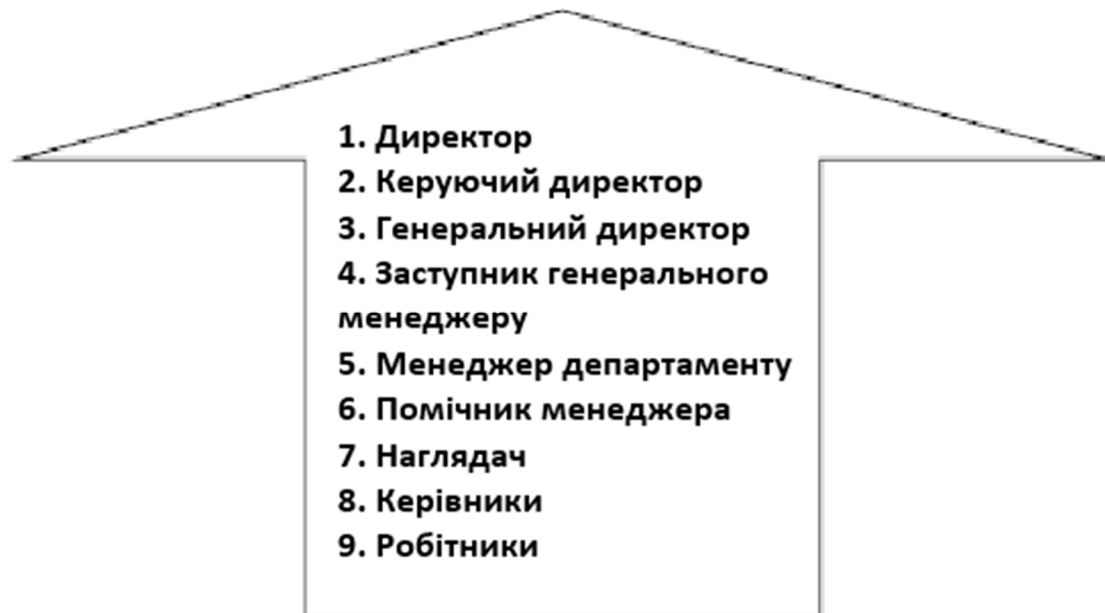 1. Директор
2. Керуючий директор
3. Генеральний директор
4. Заступник генерального
менеджеру
5. Менеджер департаменту
6. Помічник менеджера
7. Наглядач
8. Керівники
9. Робітники